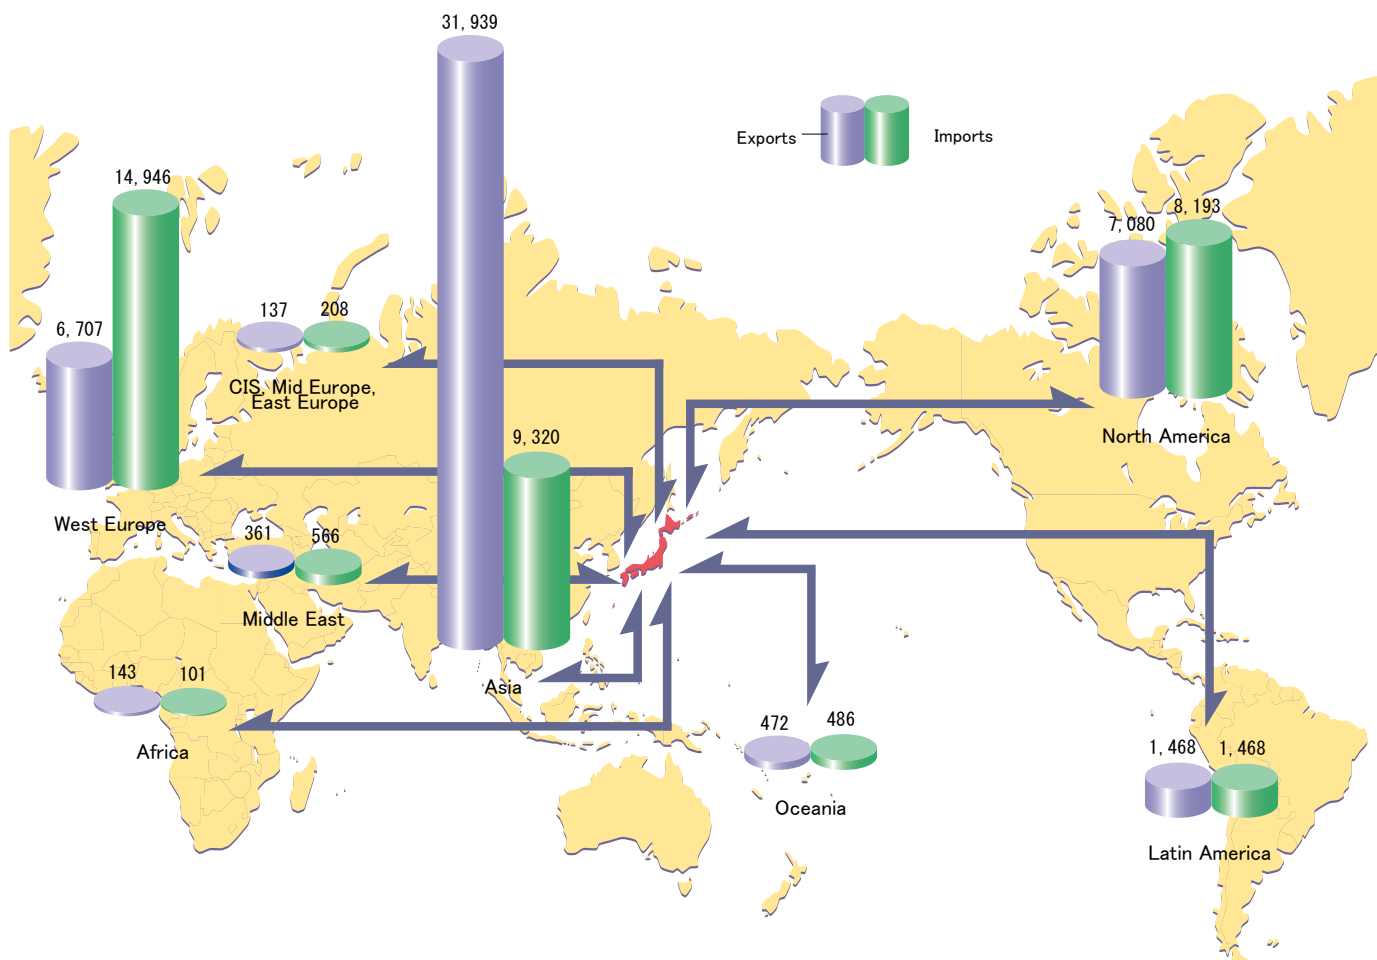 31, 939
Exports
Imports
14, 946
8, 193
7, 080
6, 707
137
208
CIS, Mid Europe,
East Europe
9, 320
North America
West Europe
361
566
Middle East
143
101
Asia
Africa
472
486
1, 468
1, 468
Oceania
Latin America